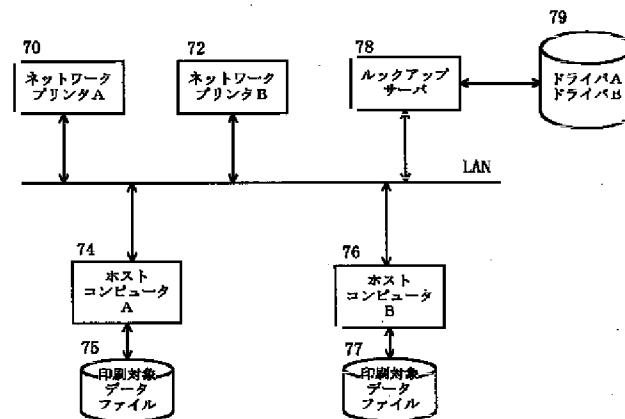 79
70
72
78
ネットワーク
プリンタA
ネットワーク
プリンタB
ルックアップ
サーバ
ドライバA
ドライバB
LAN
74
76
ホスト
コンピュータ
A
ホスト
コンピュータ
B
75
77
印刷対象
データ
ファイル
印刷対象
データ
ファイル